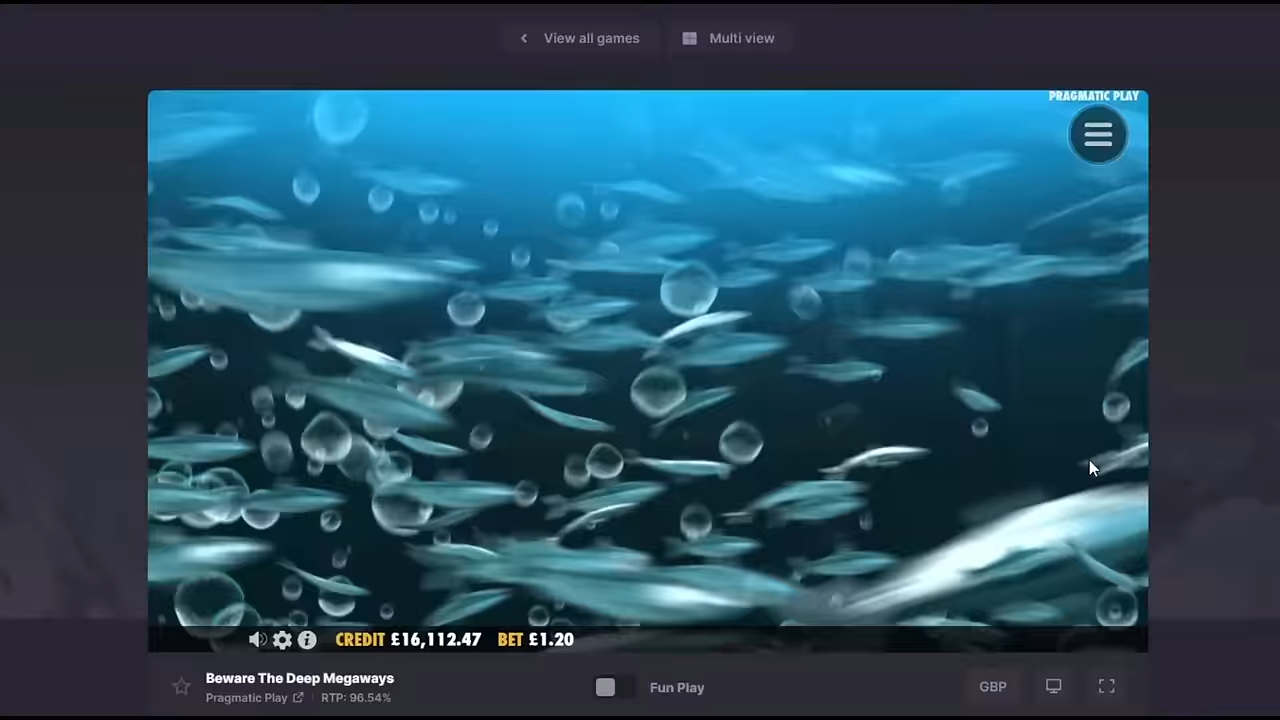 View all games
Multi view
PRAGMATIC PLAY
CREDIT £16,112.47 BET £1.20
Beware The Deep Megaways
Pragmatic Play RTP: 96.54%
Fun Play
GBP